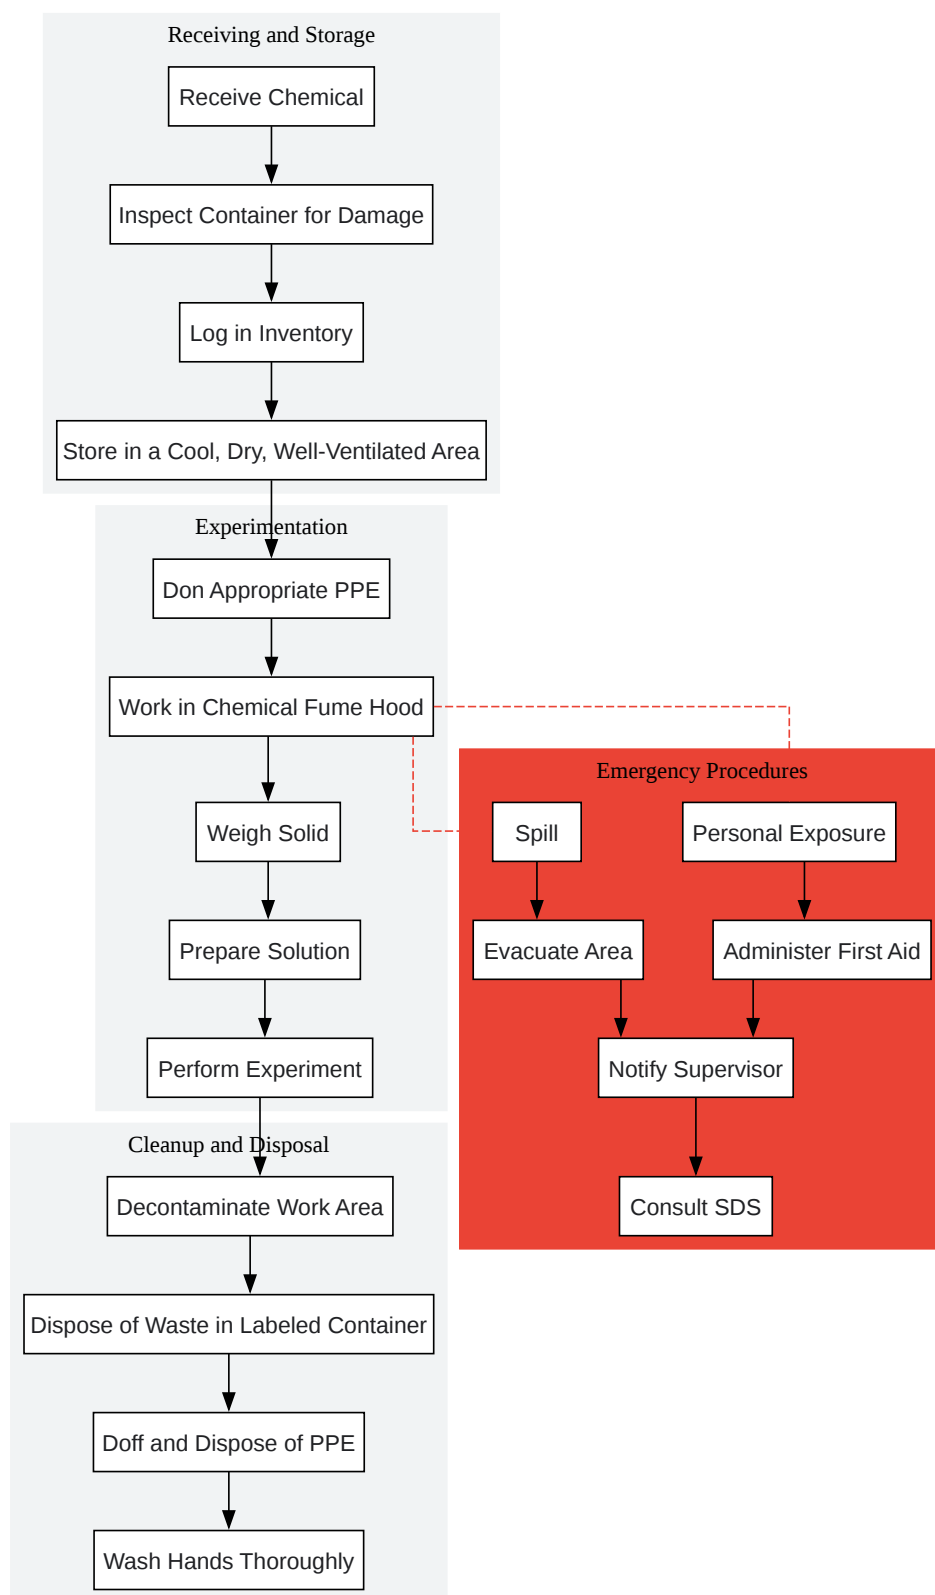 Receiving and Storage
Receive Chemical
Inspect Container for Damage
Log in Inventory
Store in a Cool, Dry, Well-Ventilated Area
Experimentation
Don Appropriate PPE
Work in Chemical Fume Hood
Weigh Solid
Prepare Solution
Perform Experiment
Emergency Procedures
Spill
Personal Exposure
Evacuate Area
Administer First Aid
Notify Supervisor
Consult SDS
Cleanup and Disposal
Decontaminate Work Area
Dispose of Waste in Labeled Container
Doff and Dispose of PPE
Wash Hands Thoroughly